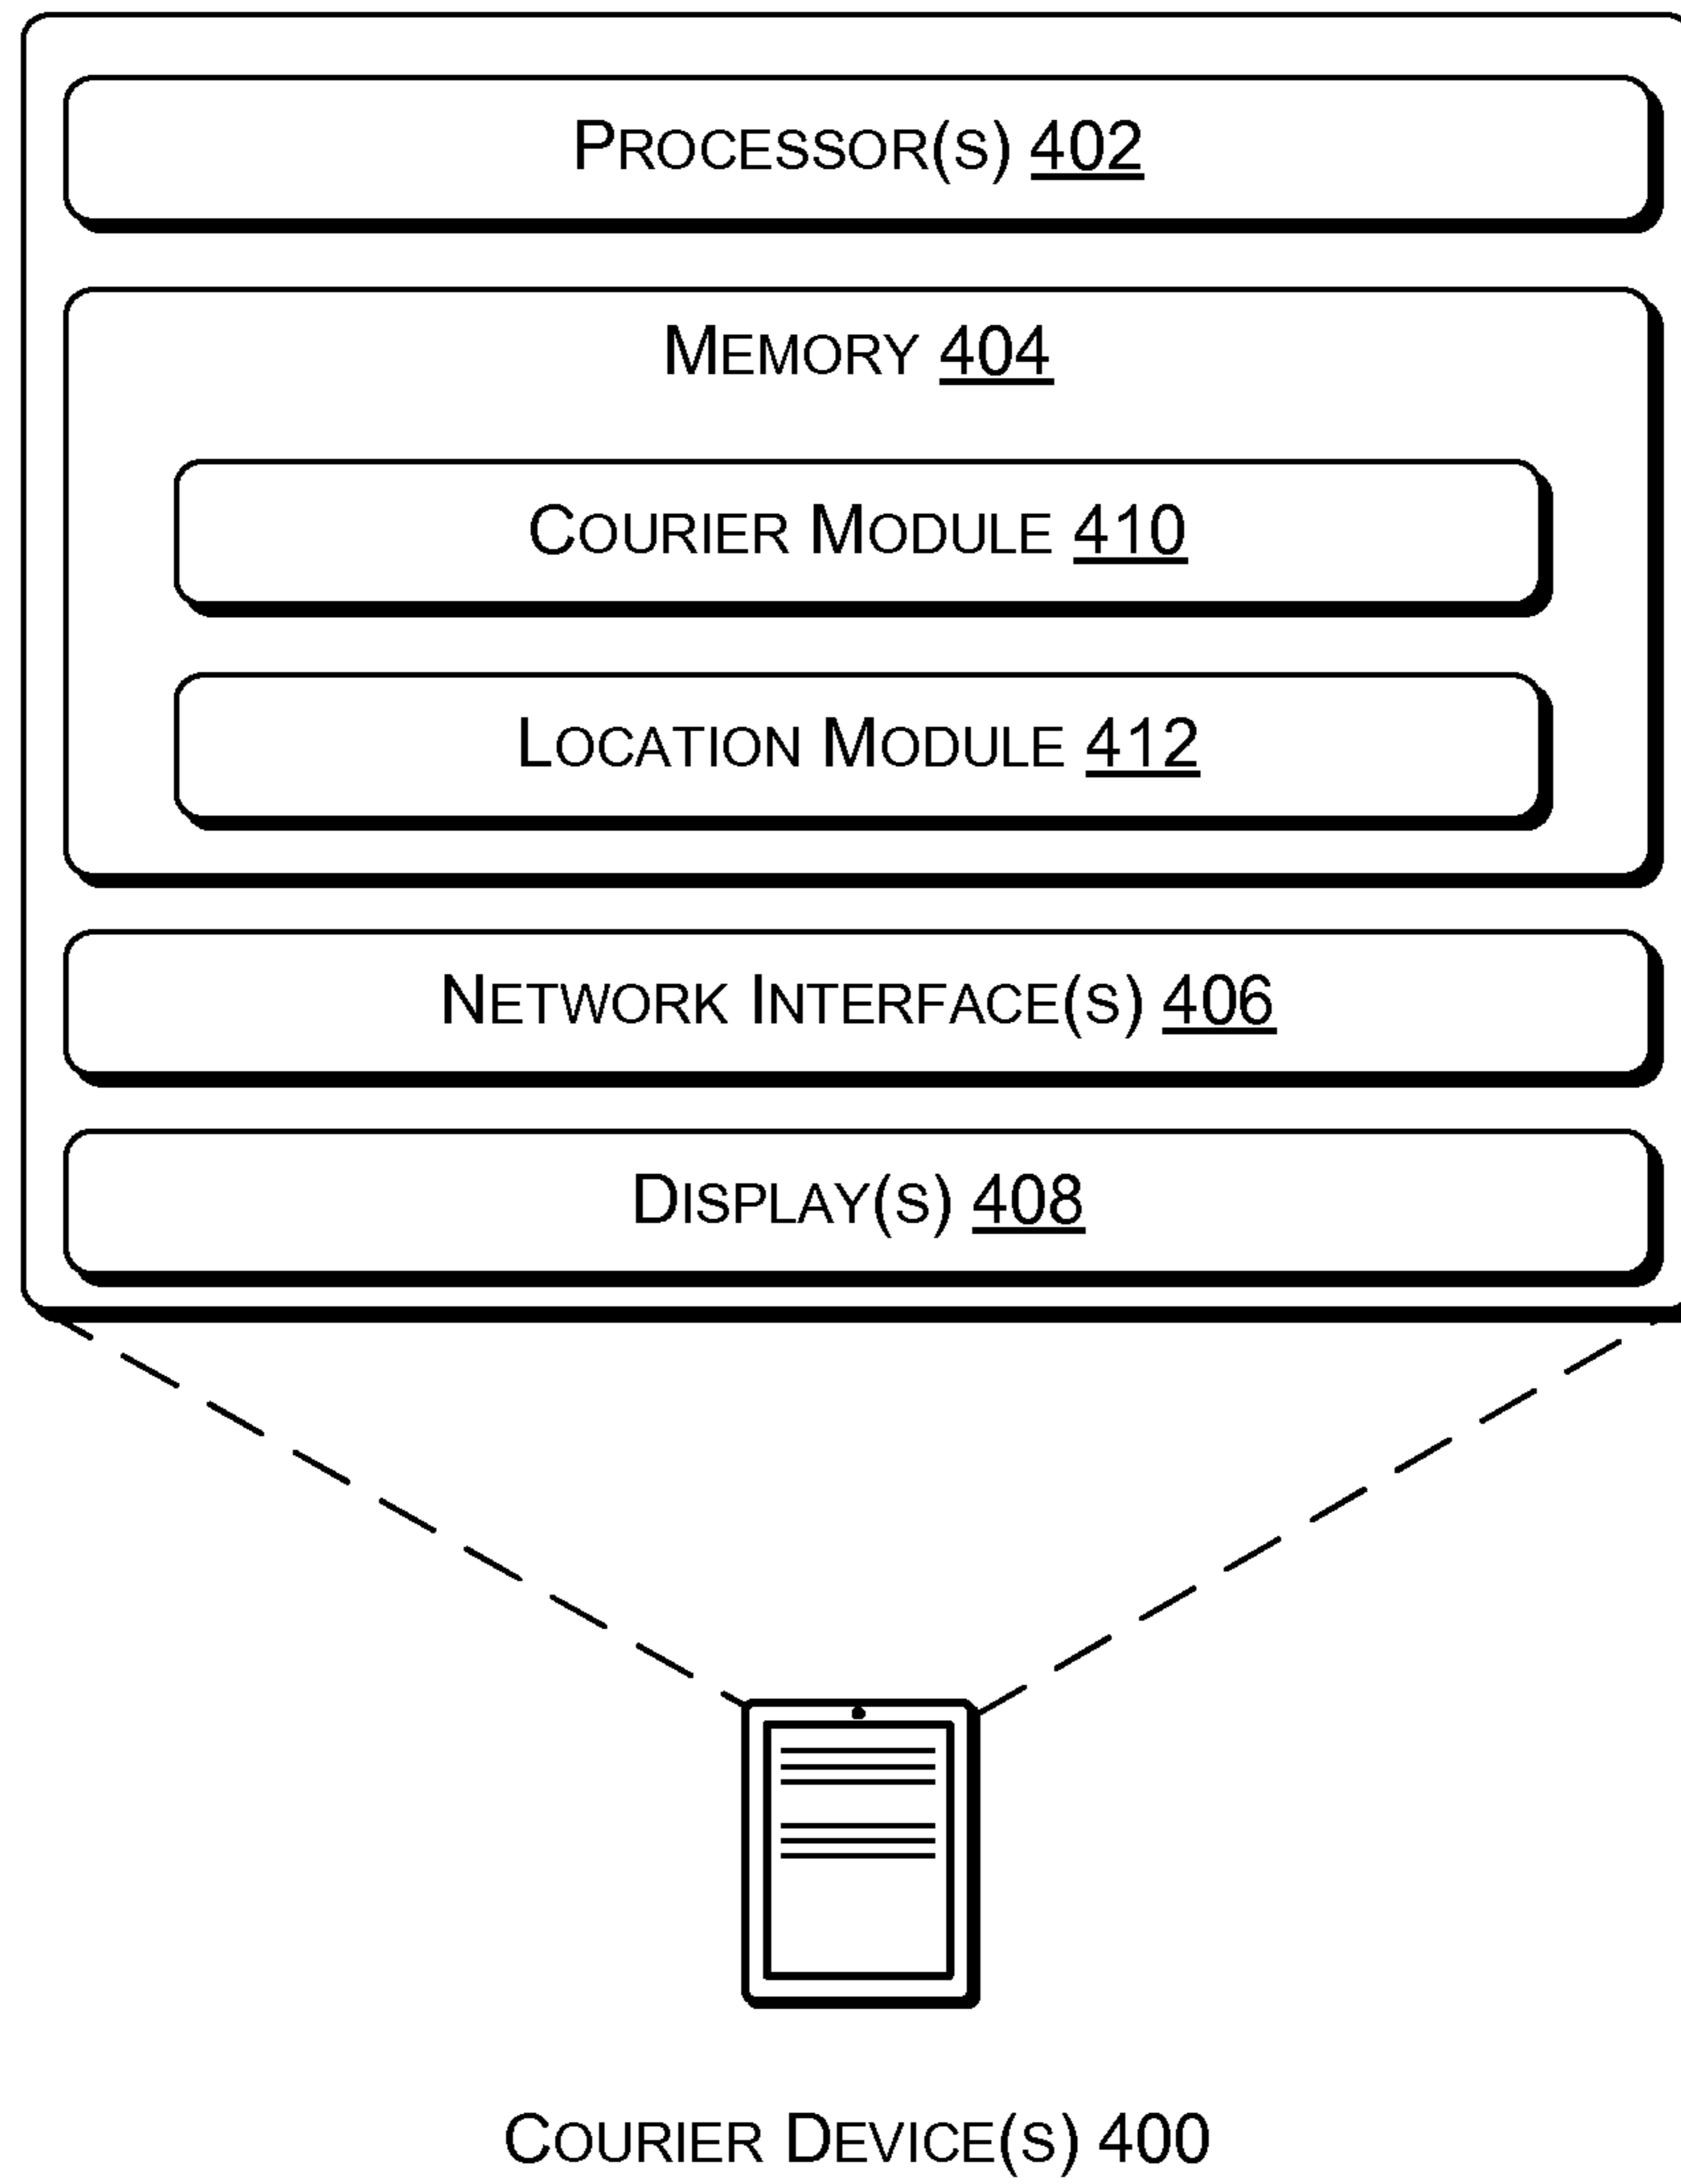 PROCESSOR(S) 402
MEMORY 404
COURIER MODULE 410
LOCATION MODULE 412
NETWORK INTERFACE(S) 406
DISPLAY(S) 408
COURIER DEVICE(S) 400